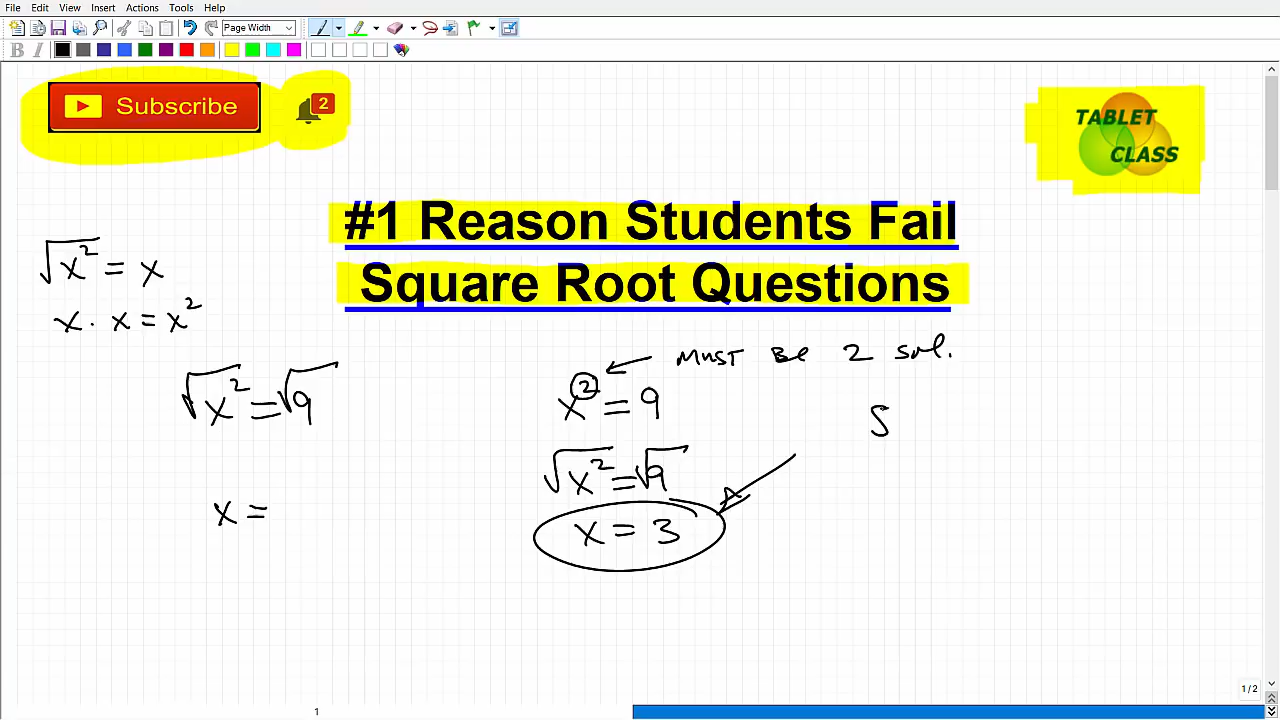 File Edit View Insert Actions Tools Help
Page Width
B I
Subscribe 2
TABLET
CLASS
#1 Reason Students Fail
Square Root Questions
√x² = x
x · x = x²
√x² = √9
x =
x² = 9 ← Must Be 2 sol.
S
√x² = √9
x = 3
1/2
1